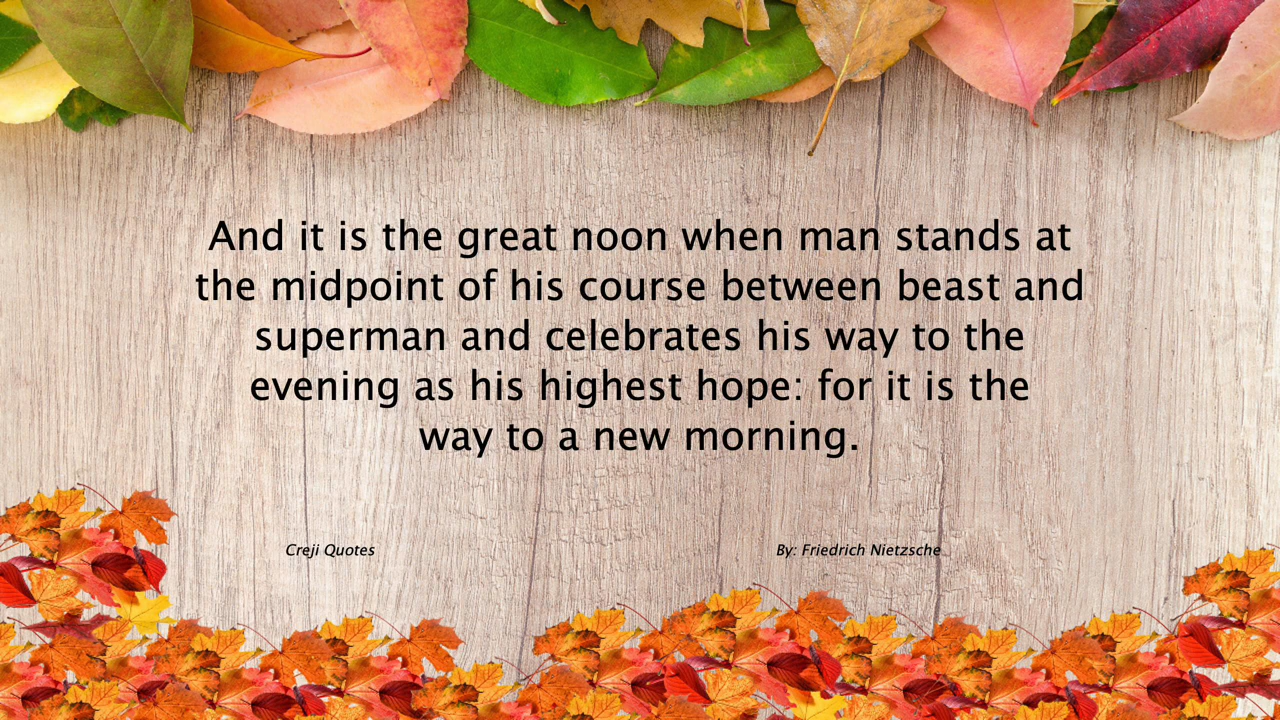 And it is the great noon when man stands at
the midpoint of his course between beast and
superman and celebrates his way to the
evening as his highest hope: for it is the
way to a new morning.
Creji Quotes
By: Friedrich Nietzsche